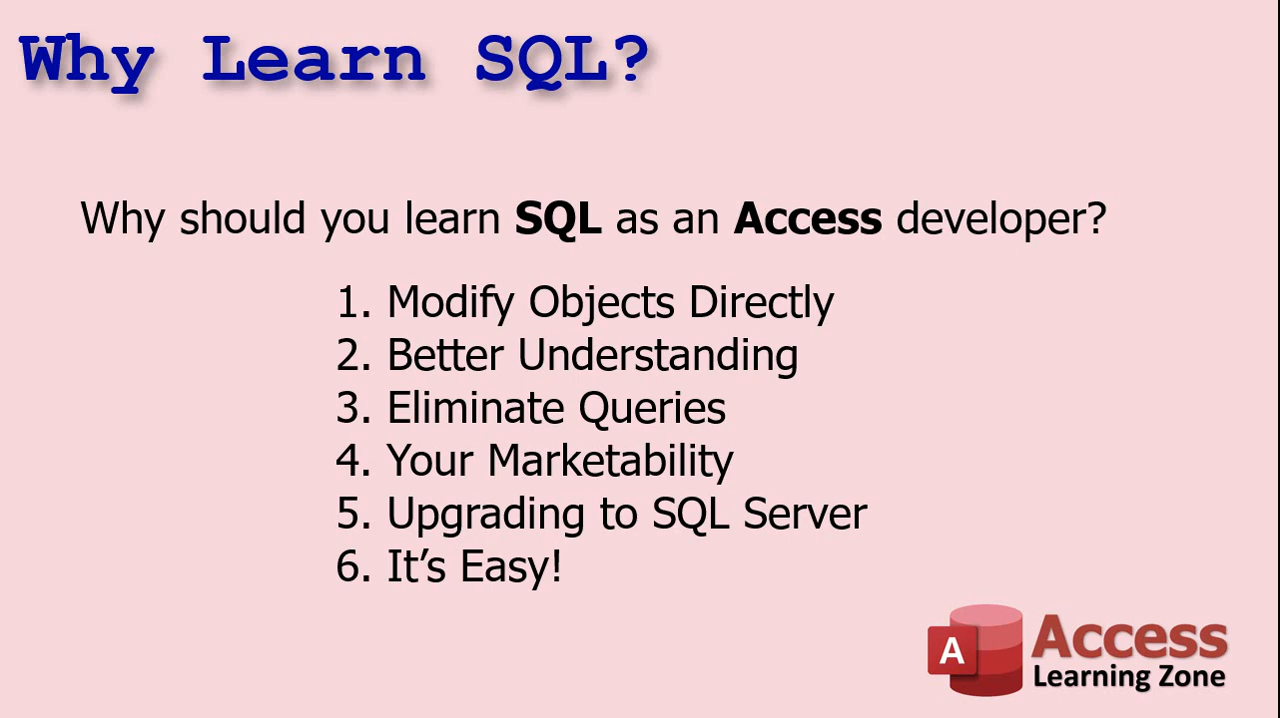 Why Learn SQL?
Why should you learn SQL as an Access developer?
1. Modify Objects Directly
2. Better Understanding
3. Eliminate Queries
4. Your Marketability
5. Upgrading to SQL Server
6. It’s Easy!
A
Access
Learning Zone